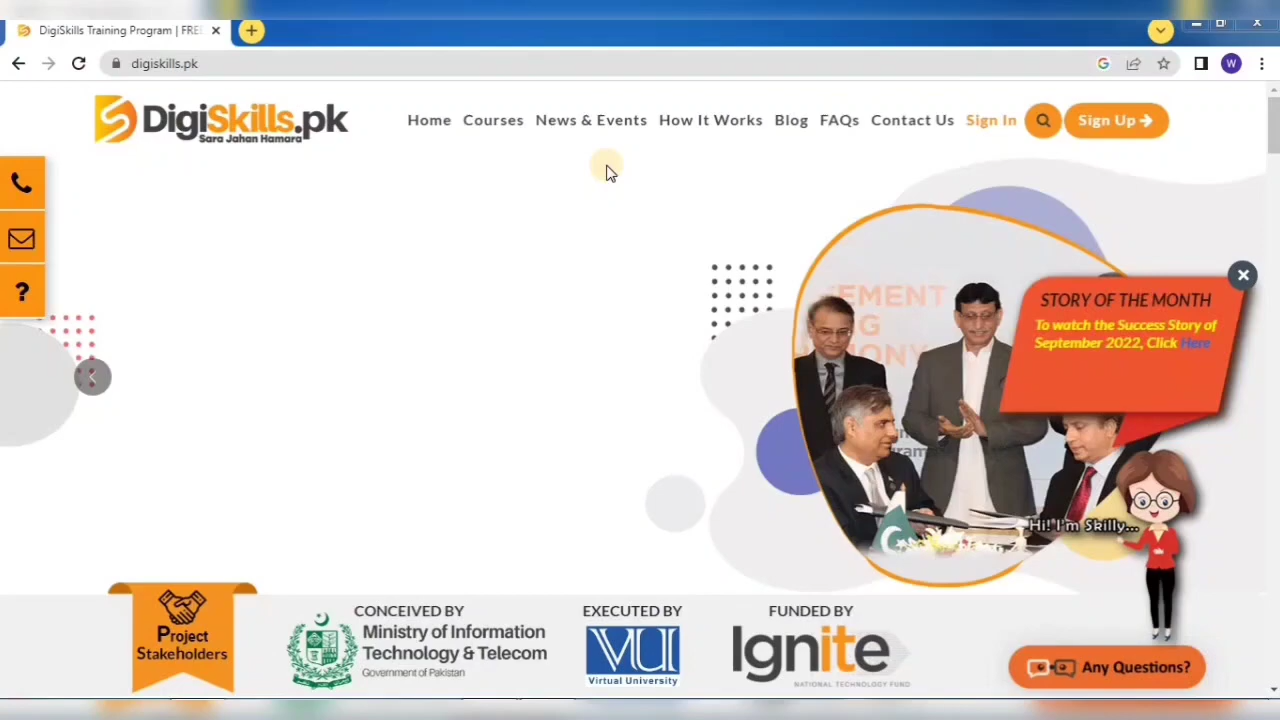 DigiSkills Training Program | FREE
digiskills.pk
W
DigiSkills.pk
Sara Jahan Hamara
Home
Courses
News & Events
How It Works
Blog
FAQs
Contact Us
Sign In
Sign Up
?
STORY OF THE MONTH
To watch the Success Story of
September 2022, Click Here
Hi! I'm Skilly...
Project
Stakeholders
CONCEIVED BY
Ministry of Information
Technology & Telecom
Government of Pakistan
EXECUTED BY
VU
Virtual University
FUNDED BY
Ignite
NATIONAL TECHNOLOGY FUND
Any Questions?